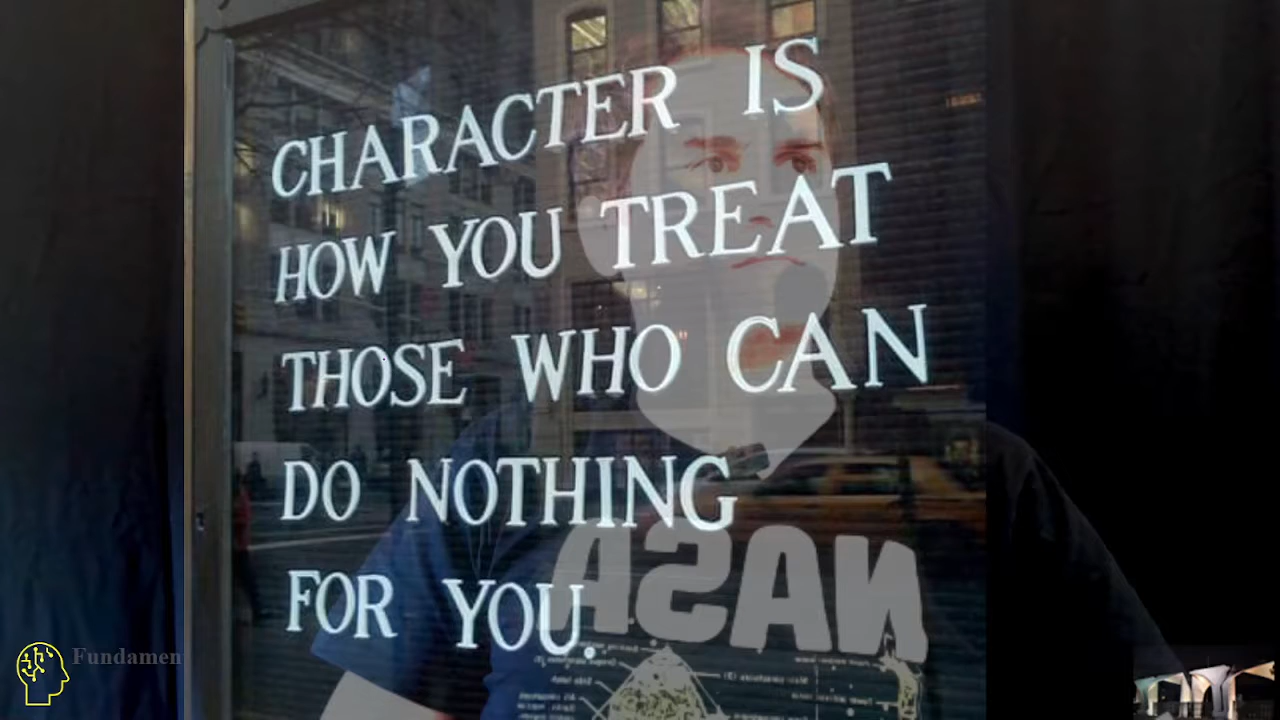 CHARACTER IS
HOW YOU TREAT
THOSE WHO CAN
DO NOTHING
FOR YOU.
NASA
Fundamen